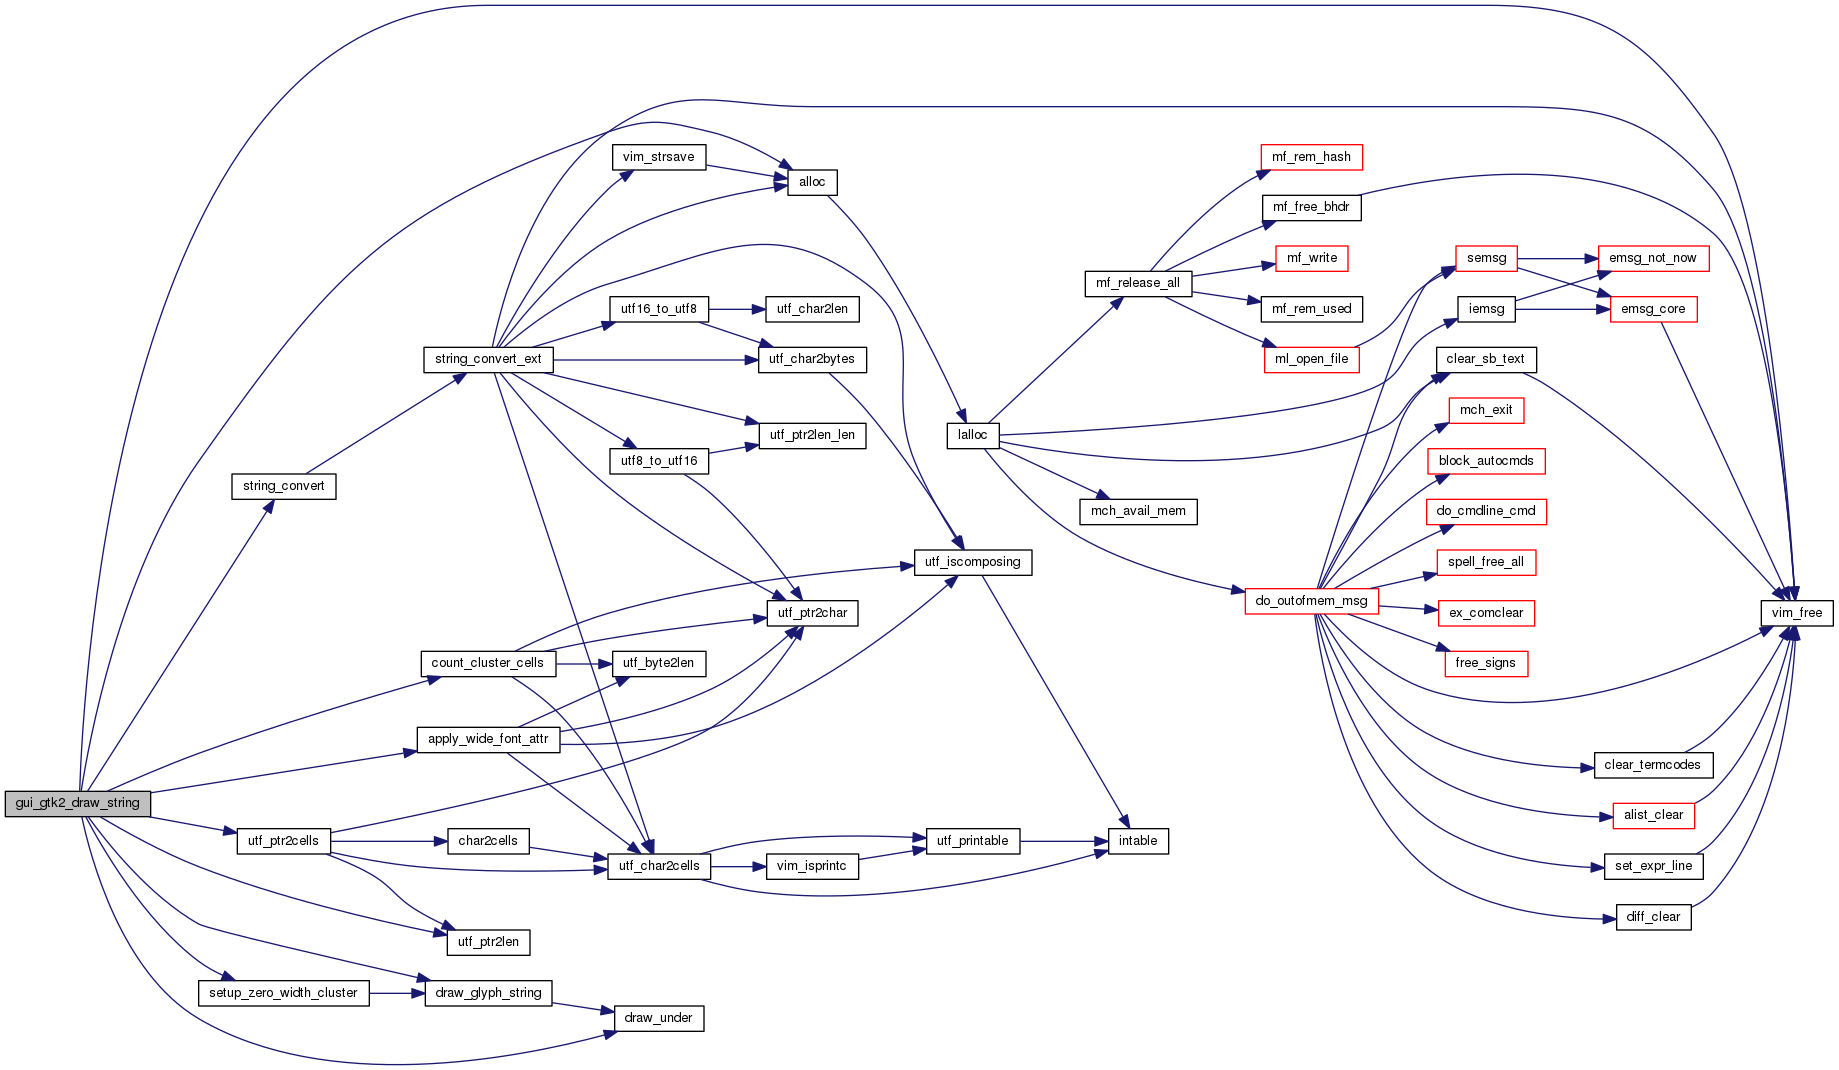 gui_gtk2_draw_string
string_convert
utf_ptr2cells
setup_zero_width_cluster
string_convert_ext
count_cluster_cells
apply_wide_font_attr
char2cells
utf_ptr2len
draw_glyph_string
vim_strsave
utf16_to_utf8
utf8_to_utf16
utf_byte2len
utf_char2cells
draw_under
alloc
utf_char2len
utf_char2bytes
utf_ptr2len_len
utf_ptr2char
vim_isprintc
lalloc
utf_iscomposing
utf_printable
mf_release_all
mch_avail_mem
intable
mf_rem_hash
mf_free_bhdr
mf_write
mf_rem_used
ml_open_file
do_outofmem_msg
semsg
iemsg
clear_sb_text
mch_exit
block_autocmds
do_cmdline_cmd
spell_free_all
ex_comclear
free_signs
emsg_not_now
emsg_core
clear_termcodes
alist_clear
set_expr_line
diff_clear
vim_free